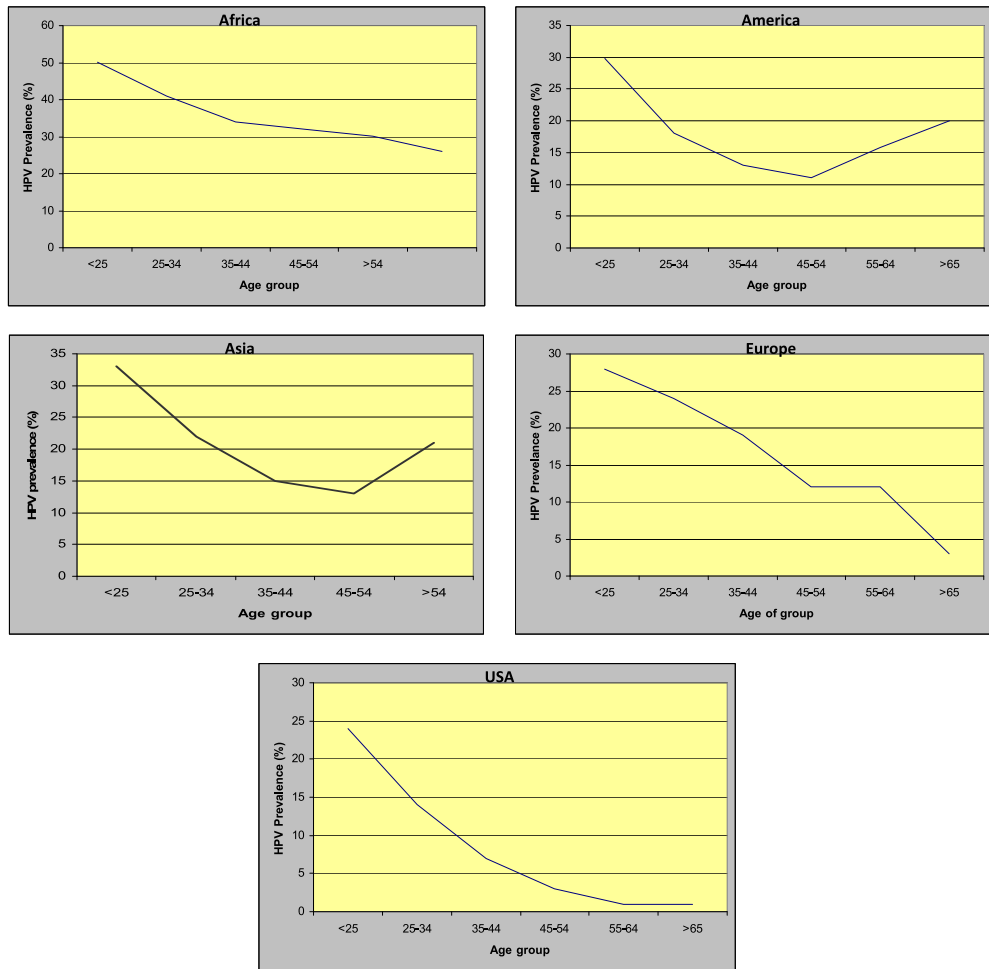 Africa
HPV Prevalence (%)
60
50
40
30
20
10
0
<25 25-34 35-44 45-54 >54
Age group
America
HPV Prevalence (%)
35
30
25
20
15
10
5
0
<25 25-34 35-44 45-54 55-64 >65
Age group
Asia
HPV prevalence (%)
35
30
25
20
15
10
5
0
<25 25-34 35-44 45-54 >54
Age group
Europe
HPV Prevelance (%)
30
25
20
15
10
5
0
<25 25-34 35-44 45-54 55-64 >65
Age of group
USA
HPV Prevalence (%)
30
25
20
15
10
5
0
<25 25-34 35-44 45-54 55-64 >65
Age group